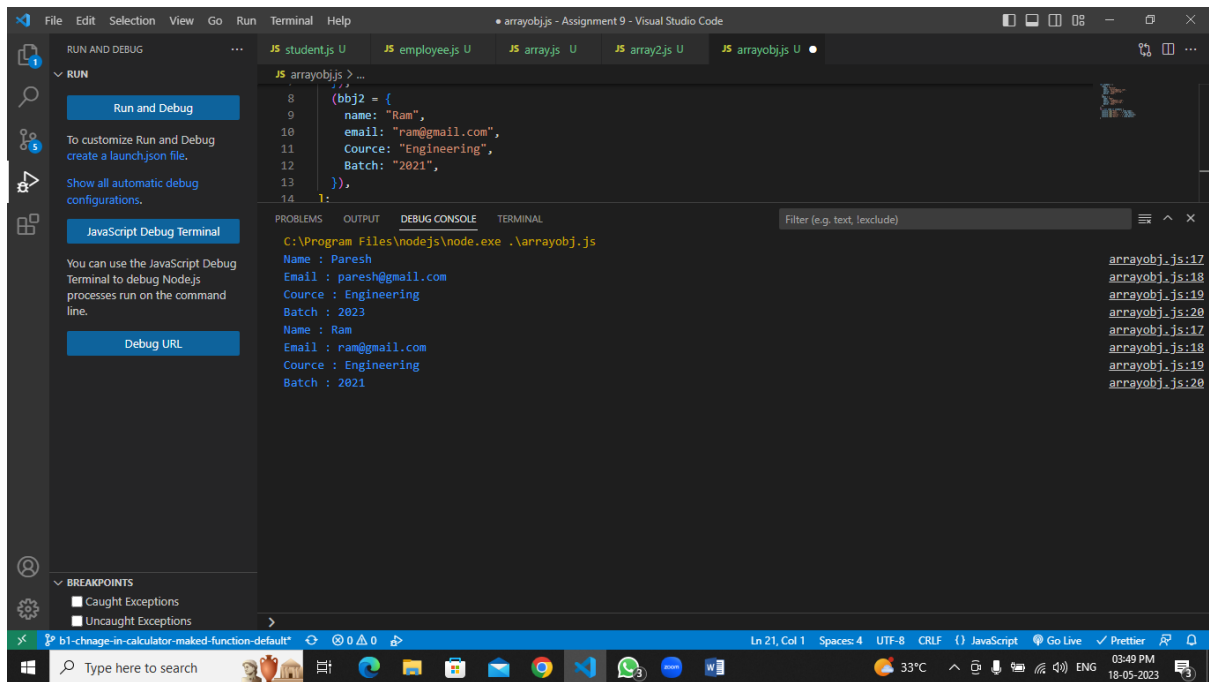 File Edit Selection View Go Run Terminal Help
● arrayobj.js - Assignment 9 - Visual Studio Code
RUN AND DEBUG
RUN
Run and Debug
To customize Run and Debug
create a launch.json file.
Show all automatic debug
configurations.
JavaScript Debug Terminal
You can use the JavaScript Debug
Terminal to debug Node.js
processes run on the command
line.
Debug URL
BREAKPOINTS
Caught Exceptions
Uncaught Exceptions
JS student.js U JS employee.js U JS array.js U JS array2.js U JS arrayobj.js U ●
JS arrayobj.js > ...
8 (bbj2 = {
9 name: "Ram",
10 email: "ram@gmail.com",
11 Cource: "Engineering",
12 Batch: "2021",
13 }),
14 ];
PROBLEMS OUTPUT DEBUG CONSOLE TERMINAL
Filter (e.g. text, !exclude)
C:\Program Files\nodejs\node.exe .\arrayobj.js
Name : Paresh arrayobj.js:17
Email : paresh@gmail.com arrayobj.js:18
Cource : Engineering arrayobj.js:19
Batch : 2023 arrayobj.js:20
Name : Ram arrayobj.js:17
Email : ram@gmail.com arrayobj.js:18
Cource : Engineering arrayobj.js:19
Batch : 2021 arrayobj.js:20
>
b1-chnage-in-calculator-maked-function-default* 0 0 Ln 21, Col 1 Spaces: 4 UTF-8 CRLF {} JavaScript Go Live Prettier
Type here to search
zoom
33°C ENG
03:49 PM
18-05-2023